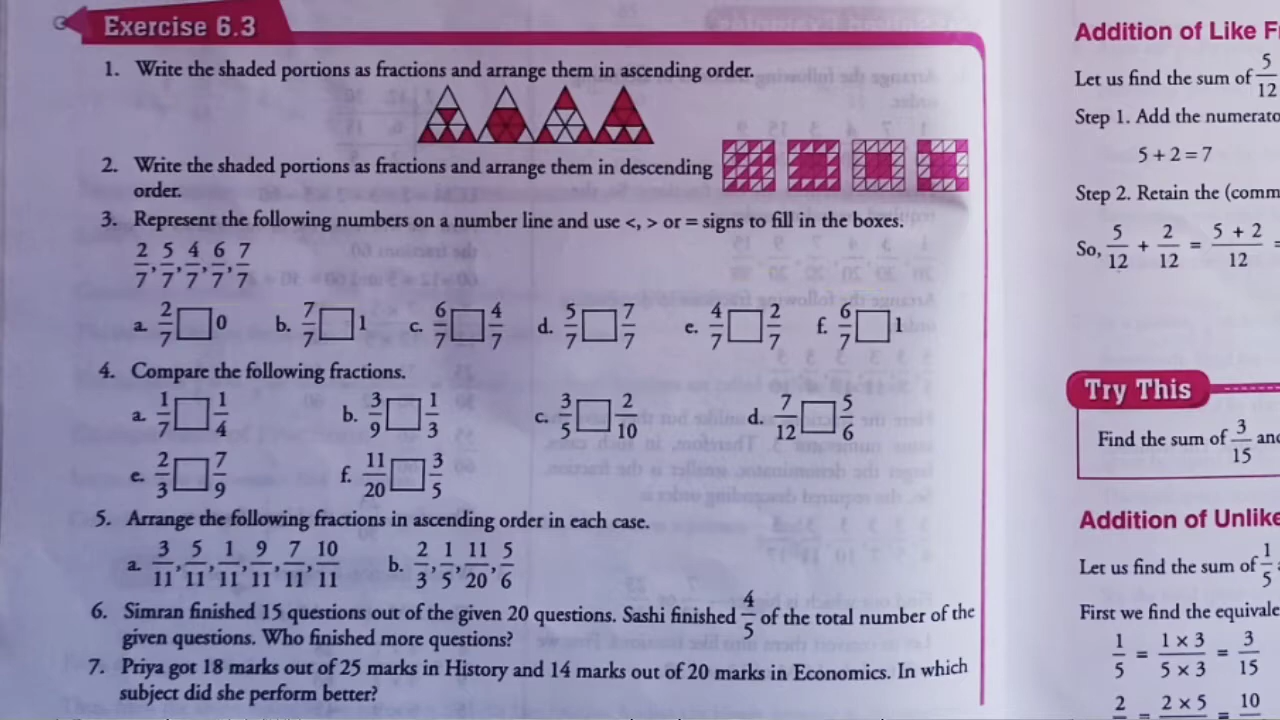 Exercise 6.3
1. Write the shaded portions as fractions and arrange them in ascending order.
2. Write the shaded portions as fractions and arrange them in descending
order.
3. Represent the following numbers on a number line and use <, > or = signs to fill in the boxes.
2/7, 5/7, 4/7, 6/7, 7/7
a. 2/7 □ 0 b. 7/7 □ 1 c. 6/7 □ 4/7 d. 5/7 □ 7/7 e. 4/7 □ 2/7 f. 6/7 □ 1
4. Compare the following fractions.
a. 1/7 □ 1/4 b. 3/9 □ 1/3 c. 3/5 □ 2/10 d. 7/12 □ 5/6
e. 2/3 □ 7/9 f. 11/20 □ 3/5
5. Arrange the following fractions in ascending order in each case.
a. 3/11, 5/11, 1/11, 9/11, 7/11, 10/11 b. 2/3, 1/5, 11/20, 5/6
6. Simran finished 15 questions out of the given 20 questions. Sashi finished 4/5 of the total number of the
given questions. Who finished more questions?
7. Priya got 18 marks out of 25 marks in History and 14 marks out of 20 marks in Economics. In which
subject did she perform better?
Addition of Like F
Let us find the sum of 5/12
Step 1. Add the numerato
5 + 2 = 7
Step 2. Retain the (comm
So, 5/12 + 2/12 = 5 + 2/12 =
Try This
Find the sum of 3/15 and
Addition of Unlike
Let us find the sum of 1/5
First we find the equivale
1/5 = 1 x 3/5 x 3 = 3/15
2 = 2 x 5 = 10